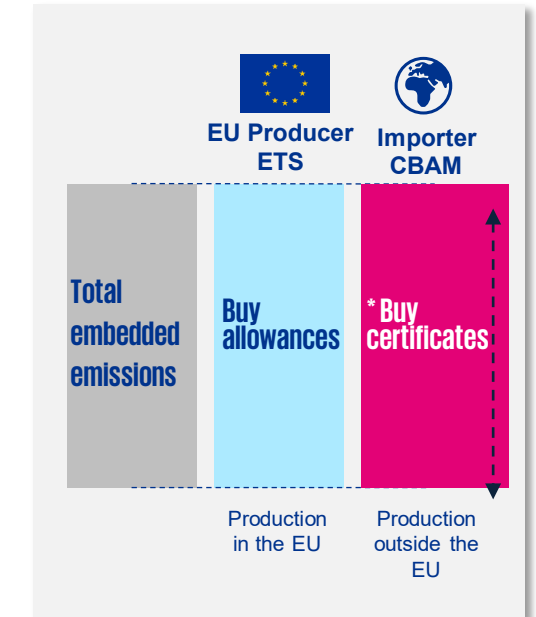 EU Producer
ETS
Importer
CBAM
Total
embedded
emissions
Buy
allowances
* Buy
certificates
Production
in the EU
Production
outside the
EU